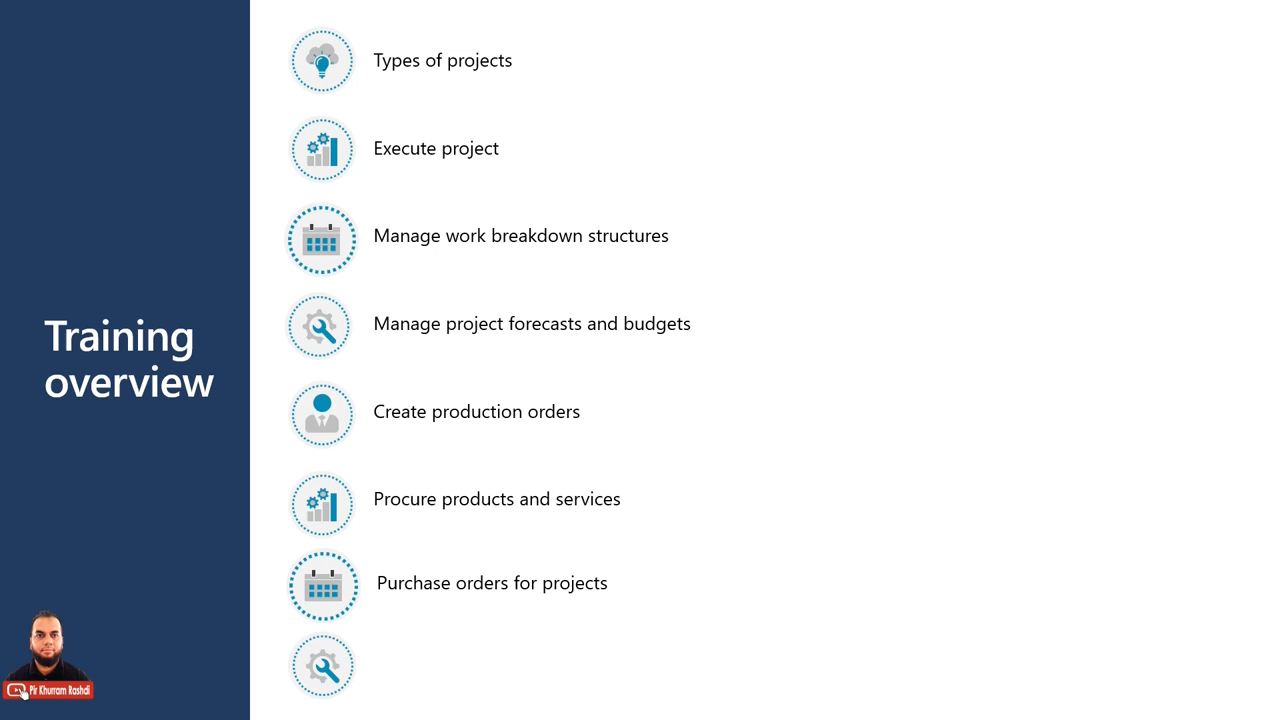 Training
overview
Types of projects
Execute project
Manage work breakdown structures
Manage project forecasts and budgets
Create production orders
Procure products and services
Purchase orders for projects
Pir Khurram Rashdi